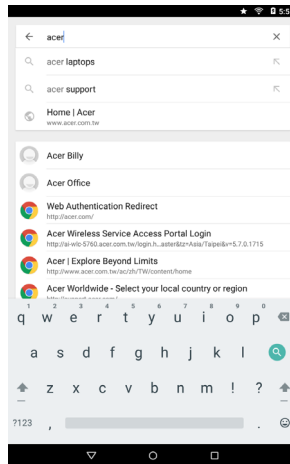 5:5
acer
acer laptops
acer support
Home | Acer
www.acer.com.tw
Acer Billy
Acer Office
Web Authentication Redirect
http://acer.com/
Acer Wireless Service Access Portal Login
http://ai-wlc-5760.acer.com.tw/login.h...aster&tz=Asia/Taipei&v=5.7.0.1715
Acer | Explore Beyond Limits
http://www.acer.com.tw/ac/zh/TW/content/home
Acer Worldwide - Select your local country or region
1 2 3 4 5 6 7 8 9 0
q w e r t y u i o p
a s d f g h j k l
z x c v b n m ! ?
?123 , .